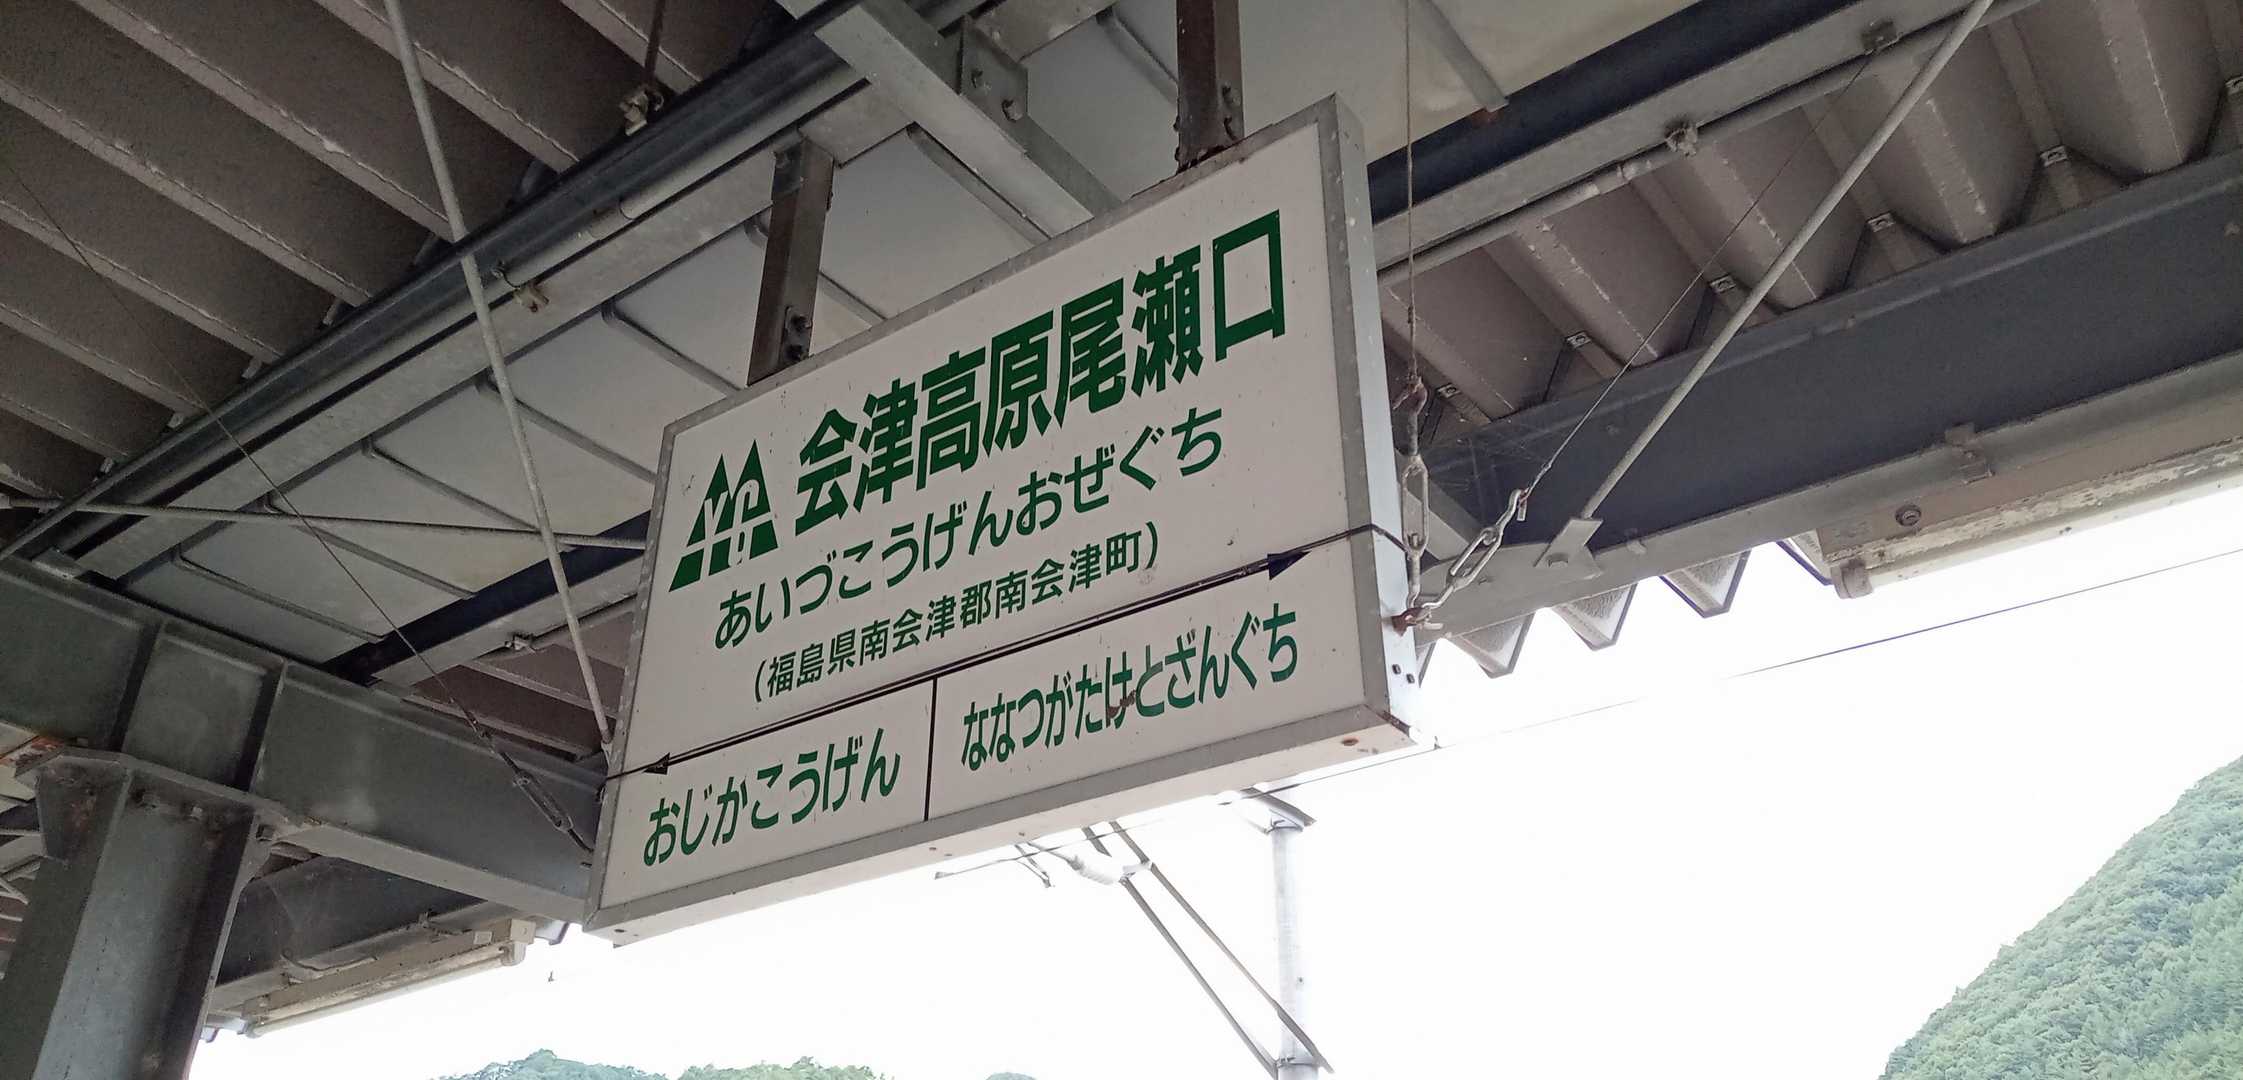 会津高原尾瀬口
あいづこうげんおぜぐち
（福島県南会津郡南会津町）
おじかこうげん
ななつがたけとざんぐち